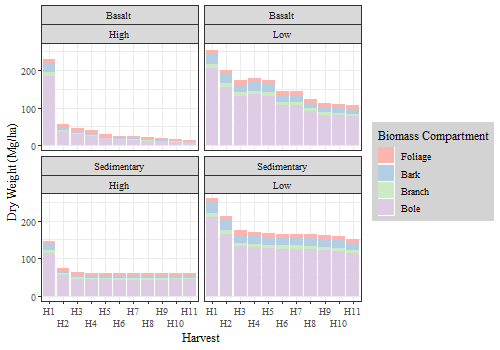 Basalt
Basalt
High
Low
200
100
0
Sedimentary
Sedimentary
High
Low
200
100
0
H1 H3 H5 H7 H9 H11 H1 H3 H5 H7 H9 H11
H2 H4 H6 H8 H10 H2 H4 H6 H8 H10
Harvest
Dry Weight (Mg/ha)
Biomass Compartment
Foliage
Bark
Branch
Bole